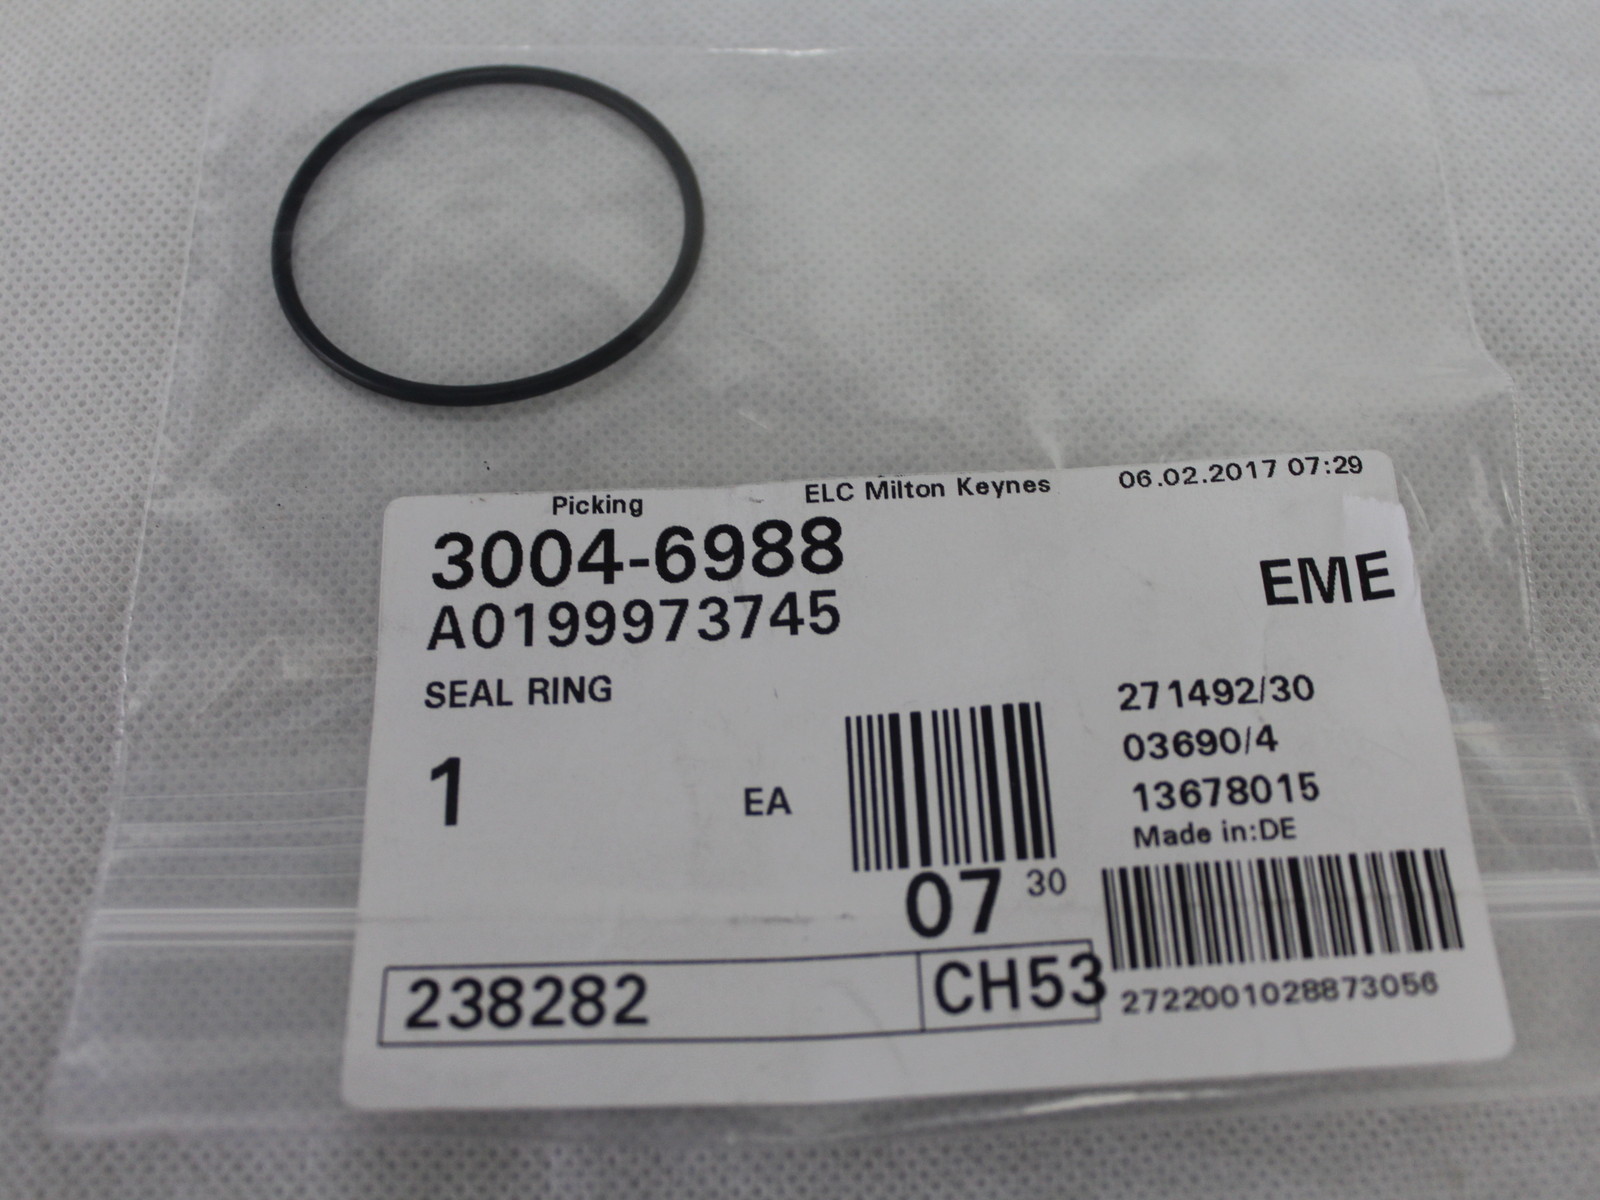 Picking ELC Milton Keynes 06.02.2017 07:29
3004-6988
EME
A0199973745
SEAL RING
271492/30
03690/4
1 EA
13678015
Made in:DE
07 30
238282 CH53
2722001028873056